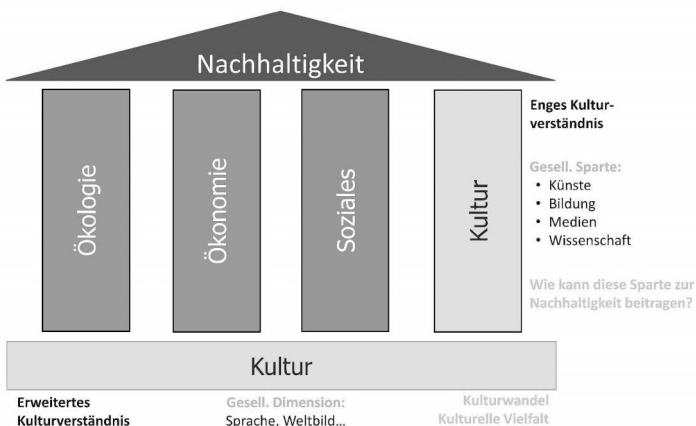 Nachhaltigkeit
Ökologie
Ökonomie
Soziales
Kultur
Enges Kultur-
verständnis
Gesell. Sparte:
• Künste
• Bildung
• Medien
• Wissenschaft
Wie kann diese Sparte zur
Nachhaltigkeit beitragen?
Kultur
Erweitertes
Kulturverständnis
Gesell. Dimension:
Sprache, Weltbild...
Kulturwandel
Kulturelle Vielfalt